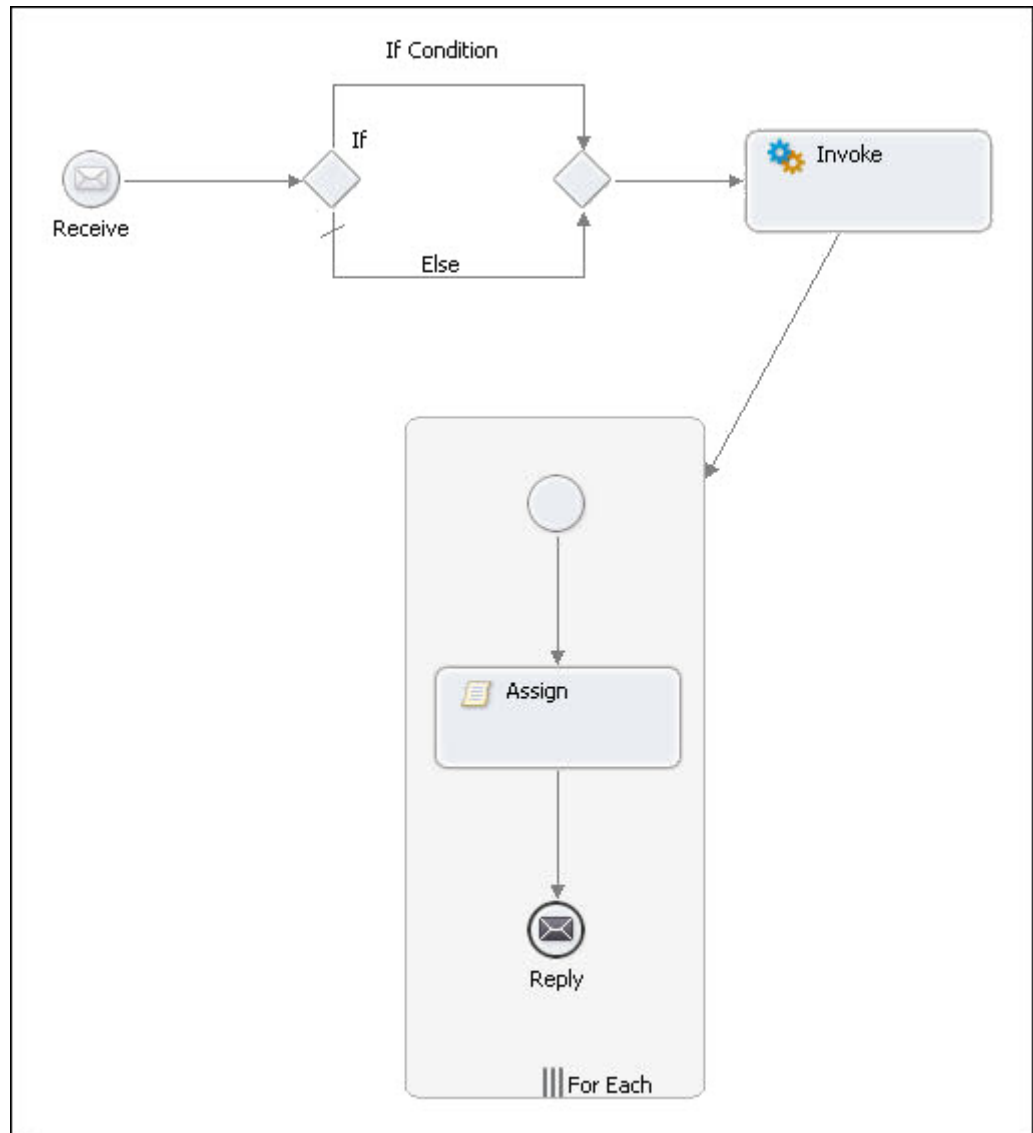 If Condition
If
Invoke
Receive
Else
Assign
Reply
For Each